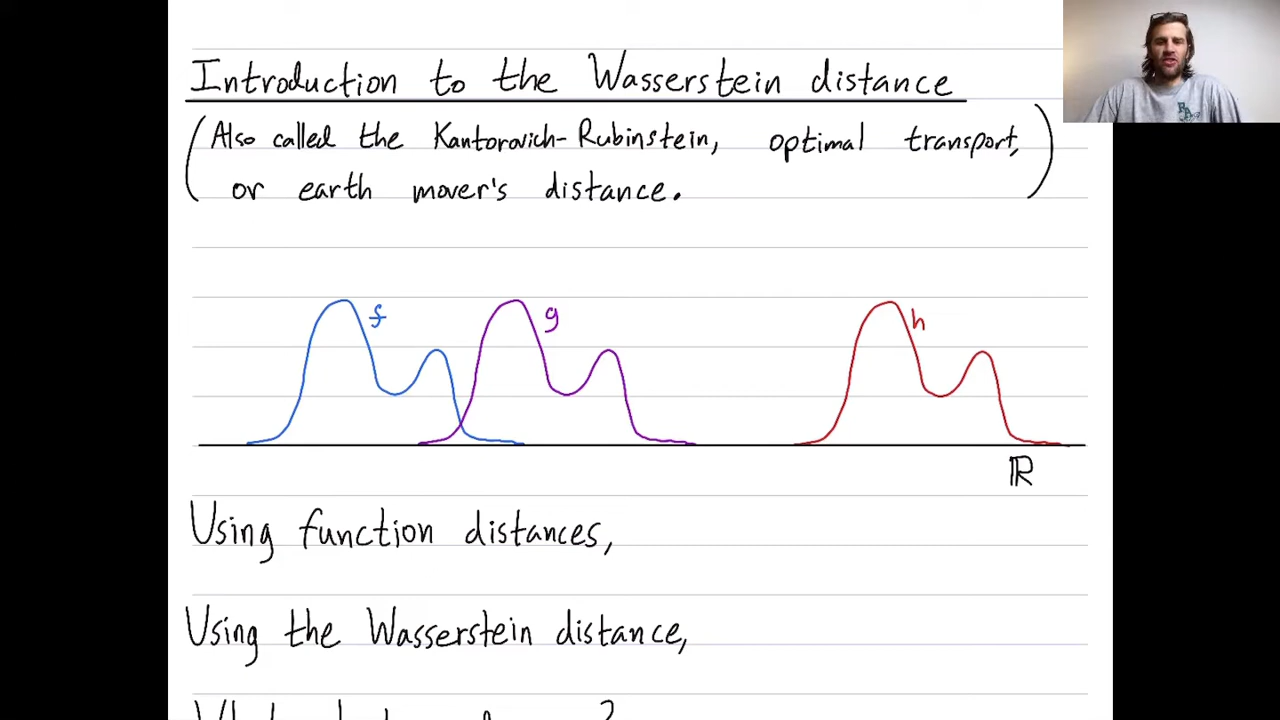 Introduction to the Wasserstein distance
(Also called the Kantorovich-Rubinstein, optimal transport,
or earth mover's distance.)
f g h
ℝ
Using function distances,
Using the Wasserstein distance,